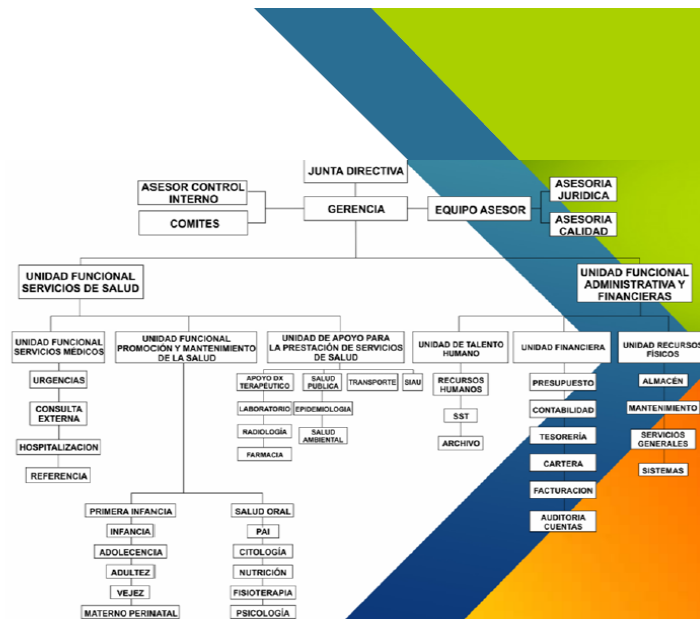 JUNTA DIRECTIVA
ASESOR CONTROL
INTERNO
COMITES
GERENCIA
EQUIPO ASESOR
ASESORIA
JURIDICA
ASESORIA
CALIDAD
UNIDAD FUNCIONAL
SERVICIOS DE SALUD
UNIDAD FUNCIONAL
ADMINISTRATIVA Y
FINANCIERAS
UNIDAD FUNCIONAL
SERVICIOS MÉDICOS
URGENCIAS
CONSULTA
EXTERNA
HOSPITALIZACION
REFERENCIA
UNIDAD FUNCIONAL
PROMOCIÓN Y MANTENIMIENTO
DE LA SALUD
PRIMERA INFANCIA
INFANCIA
ADOLECENCIA
ADULTEZ
VEJEZ
MATERNO PERINATAL
SALUD ORAL
PAI
CITOLOGÍA
NUTRICIÓN
FISIOTERAPIA
PSICOLOGÍA
UNIDAD DE APOYO PARA
LA PRESTACIÓN DE SERVICIOS
DE SALUD
APOYO DX
TERAPÉUTICO
LABORATORIO
RADIOLOGÍA
FARMACIA
SALUD
PUBLICA
EPIDEMIOLOGIA
SALUD
AMBIENTAL
TRANSPORTE
SIAU
UNIDAD DE TALENTO
HUMANO
RECURSOS
HUMANOS
SST
ARCHIVO
UNIDAD FINANCIERA
PRESUPUESTO
CONTABILIDAD
TESORERÍA
CARTERA
FACTURACION
AUDITORIA
CUENTAS
UNIDAD RECURSOS
FÍSICOS
ALMACÉN
MANTENIMIENTO
SERVICIOS
GENERALES
SISTEMAS